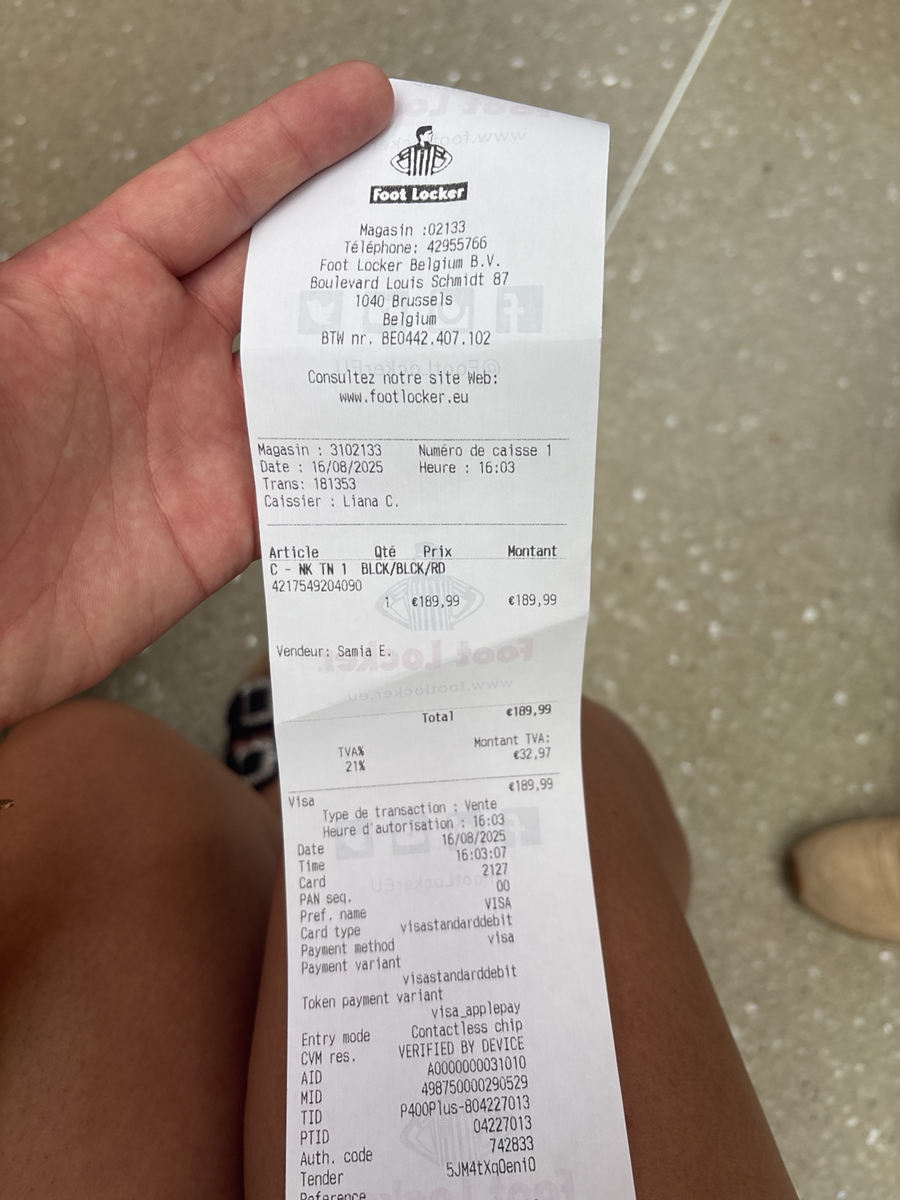 Foot Locker
Magasin :02133
Téléphone: 42955766
Foot Locker Belgium B.V.
Boulevard Louis Schmidt 87
1040 Brussels
Belgium
BTW nr. BE0442.407.102
Consultez notre site Web:
www.footlocker.eu
Magasin : 3102133 Numéro de caisse 1
Date : 16/08/2025 Heure : 16:03
Trans: 181353
Caissier : Liana C.
Article Qté Prix Montant
C - NK TN 1 BLCK/BLCK/RD
4217549204090
1 €189,99 €189,99
Vendeur: Samia E.
Total €189,99
TVA% Montant TVA:
21% €32,97
Visa €189,99
Type de transaction : Vente
Heure d'autorisation : 16:03
Date 16/08/2025
Time 16:03:07
Card 2127
PAN seq. 00
Pref. name VISA
Card type visastandarddebit
Payment method visa
Payment variant
visastandarddebit
Token payment variant
visa_applepay
Entry mode Contactless chip
CVM res. VERIFIED BY DEVICE
AID A0000000031010
MID 498750000290529
TID P400Plus-804227013
PTID 04227013
Auth. code 742833
Tender 5JM4tXqOeni0
Reference